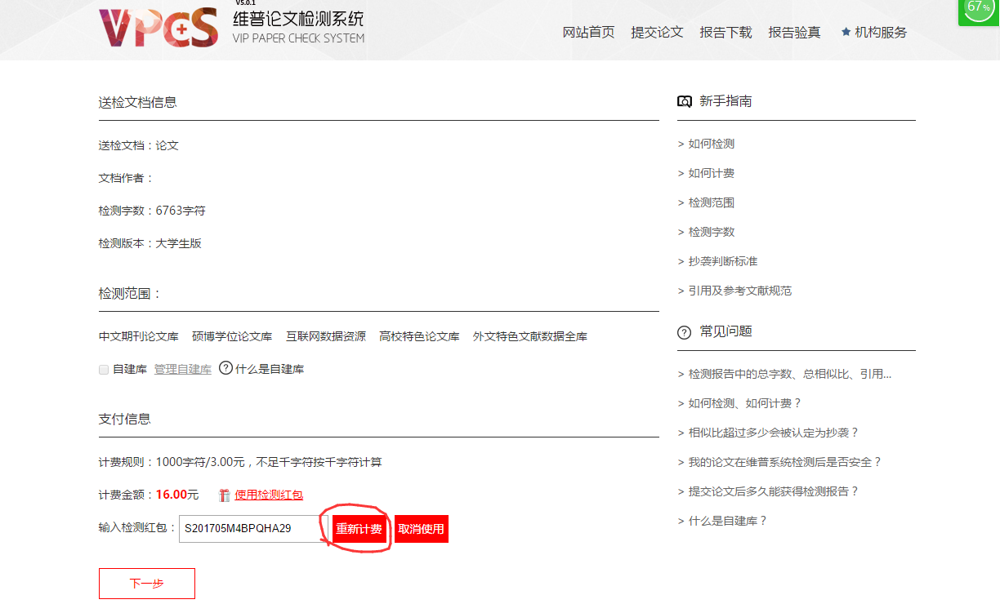 V5.0.1
VPCS
维普论文检测系统
VIP PAPER CHECK SYSTEM
网站首页 提交论文 报告下载 报告验真 机构服务
67%
送检文档信息
送检文档：论文
文档作者：
检测字数：6763字符
检测版本：大学生版
检测范围：
中文期刊论文库 硕博学位论文库 互联网数据资源 高校特色论文库 外文特色文献数据全库
自建库 管理自建库 ? 什么是自建库
支付信息
计费规则：1000字符/3.00元，不足千字符按千字符计算
计费金额：16.00元 使用检测红包
输入检测红包： S201705M4BPQHA29 重新计费 取消使用
下一步
新手指南
> 如何检测
> 如何计费
> 检测范围
> 检测字数
> 抄袭判断标准
> 引用及参考文献规范
? 常见问题
> 检测报告中的总字数、总相似比、引用...
> 如何检测、如何计费？
> 相似比超过多少会被认定为抄袭？
> 我的论文在维普系统检测后是否安全？
> 提交论文后多久能获得检测报告？
> 什么是自建库？